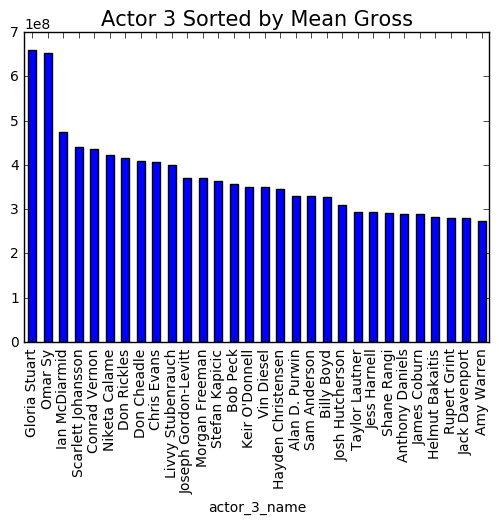 Actor 3 Sorted by Mean Gross
1e8
7
6
5
4
3
2
1
0
Gloria Stuart
Omar Sy
Ian McDiarmid
Scarlett Johansson
Conrad Vernon
Niketa Calame
Don Rickles
Don Cheadle
Chris Evans
Livvy Stubenrauch
Joseph Gordon-Levitt
Morgan Freeman
Stefan Kapicic
Bob Peck
Keir O'Donnell
Vin Diesel
Hayden Christensen
Alan D. Purwin
Sam Anderson
Billy Boyd
Josh Hutcherson
Taylor Lautner
Jess Harnell
Shane Rangi
Anthony Daniels
James Coburn
Helmut Bakaitis
Rupert Grint
Jack Davenport
Amy Warren
actor_3_name